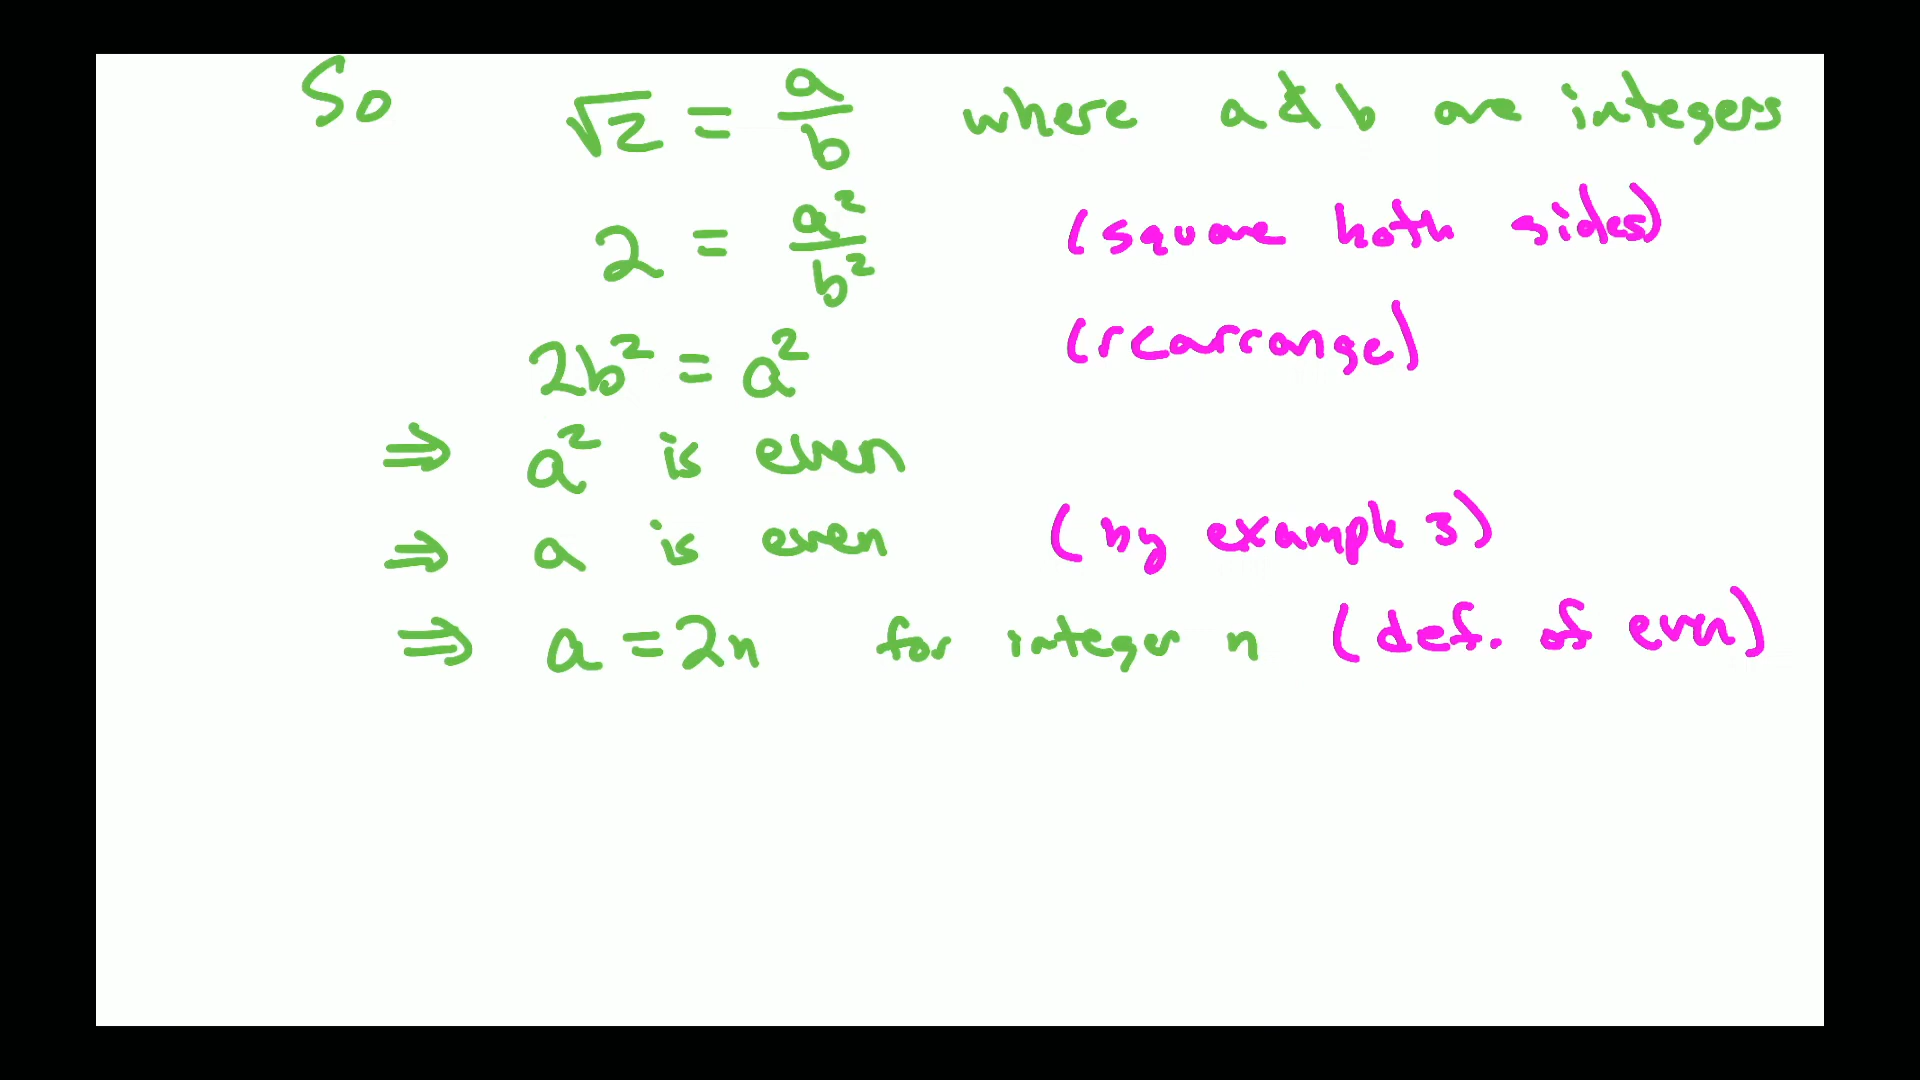 So √2 = a/b where a & b are integers
2 = a²/b² (square both sides)
2b² = a² (rearrange)
⇒ a² is even
⇒ a is even (by example 3)
⇒ a = 2n for integer n (def. of even)